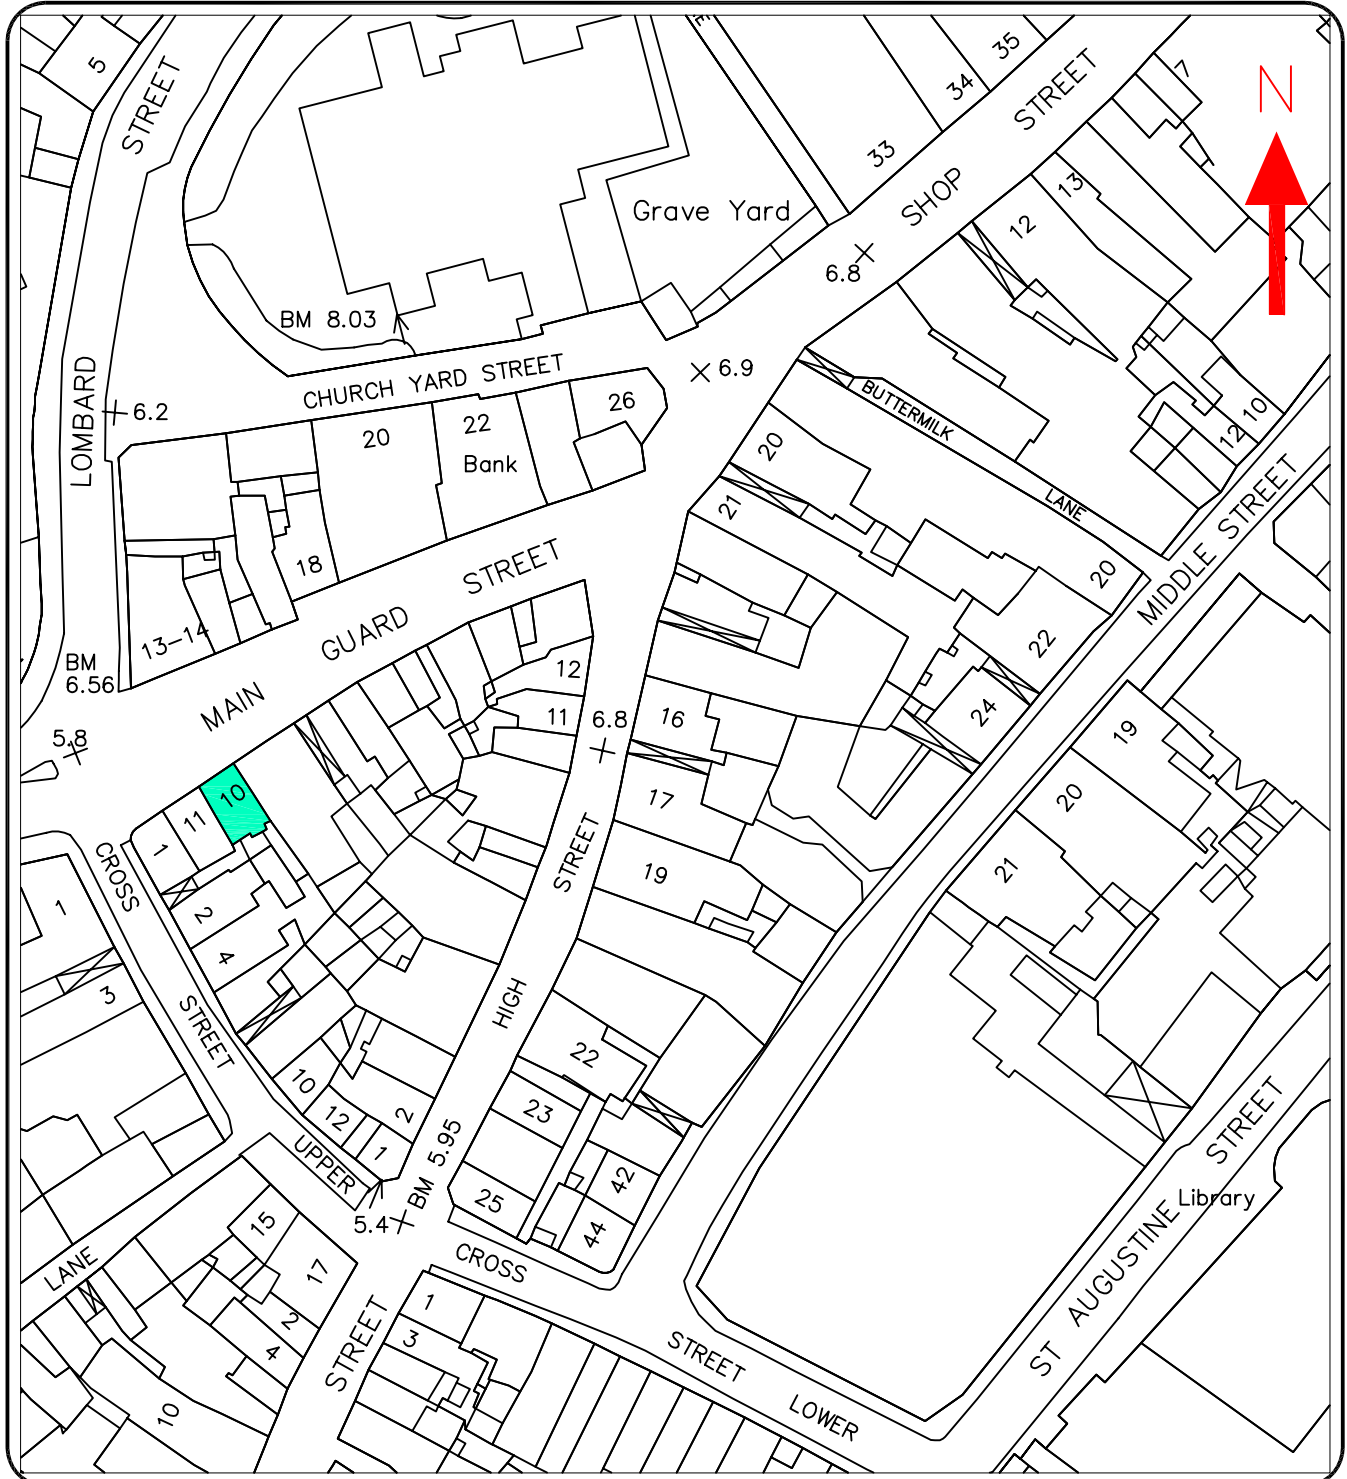 5
STREET
35
34
33
STREET
SHOP
7
N
13
12
Grave Yard
6.8
BM 8.03
CHURCH YARD STREET
6.9
LOMBARD
6.2
20
22
Bank
26
BUTTERMILK
LANE
10
12
20
21
MIDDLE STREET
20
22
24
18
13-14
BM
6.56
MAIN
GUARD
STREET
5.8
12
11
6.8
16
17
19
19
20
21
10
11
1
CROSS
STREET
2
4
1
3
STREET
HIGH
22
23
25
42
44
10
12
1
2
UPPER
5.4
BM 5.95
CROSS
STREET
LOWER
ST AUGUSTINE
STREET
Library
LANE
15
17
2
4
10
STREET
1
3